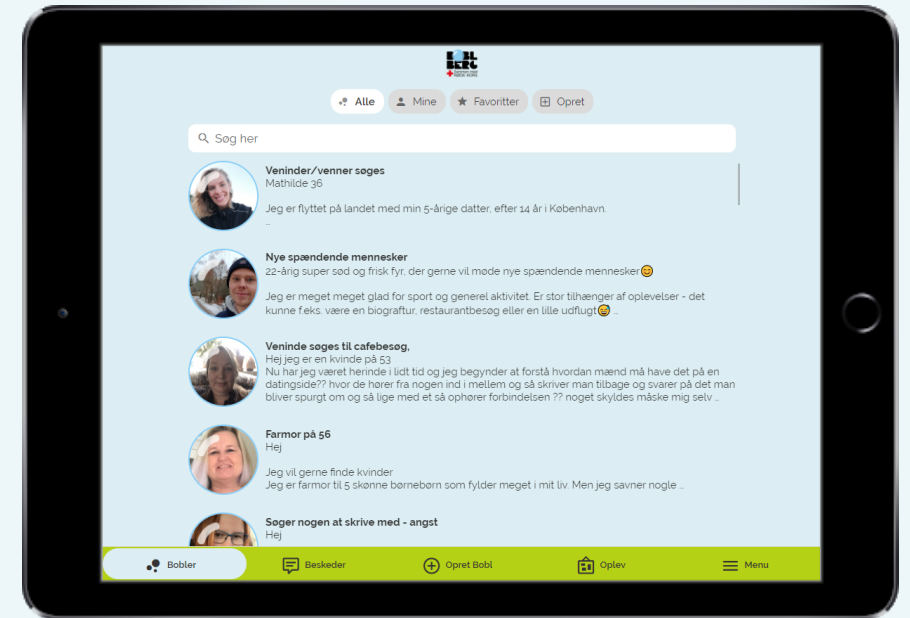 BOBL
BERG
Sammen med
RØDE KORS
Alle
Mine
Favoritter
Opret
Søg her
Veninder/venner søges
Mathilde 36
Jeg er flyttet på landet med min 5-årige datter, efter 14 år i København.
..
Nye spændende mennesker
22-årig super sød og frisk fyr, der gerne vil møde nye spændende mennesker😊
Jeg er meget meget glad for sport og generel aktivitet. Er stor tilhænger af oplevelser - det
kunne f.eks. være en biograftur, restaurantbesøg eller en lille udflugt😅 ..
Veninde søges til cafebesøg,
Hej jeg er en kvinde på 53
Nu har jeg været herinde i lidt tid og jeg begynder at forstå hvordan mænd må have det på en
datingside?? hvor de hører fra nogen ind i mellem og så skriver man tilbage og svarer på det man
bliver spurgt om og så lige med et så ophører forbindelsen ?? noget skyldes måske mig selv ..
Farmor på 56
Hej
Jeg vil gerne finde kvinder
Jeg er farmor til 5 skønne børnebørn som fylder meget i mit liv. Men jeg savner nogle ..
Søger nogen at skrive med - angst
Hej
Bobler
Beskeder
Opret Bobl
Oplev
Menu